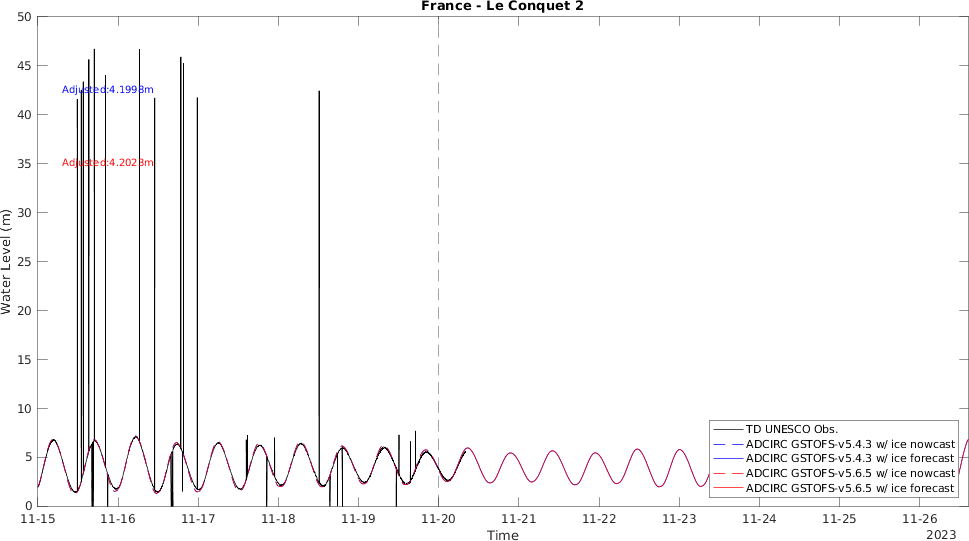 France - Le Conquet 2
Water Level (m)
50
45
40
35
30
25
20
15
10
5
0
Adjusted:4.1998m
Adjusted:4.2028m
TD UNESCO Obs.
ADCIRC GSTOFS-v5.4.3 w/ ice nowcast
ADCIRC GSTOFS-v5.4.3 w/ ice forecast
ADCIRC GSTOFS-v5.6.5 w/ ice nowcast
ADCIRC GSTOFS-v5.6.5 w/ ice forecast
11-15 11-16 11-17 11-18 11-19 11-20 11-21 11-22 11-23 11-24 11-25 11-26
Time
2023